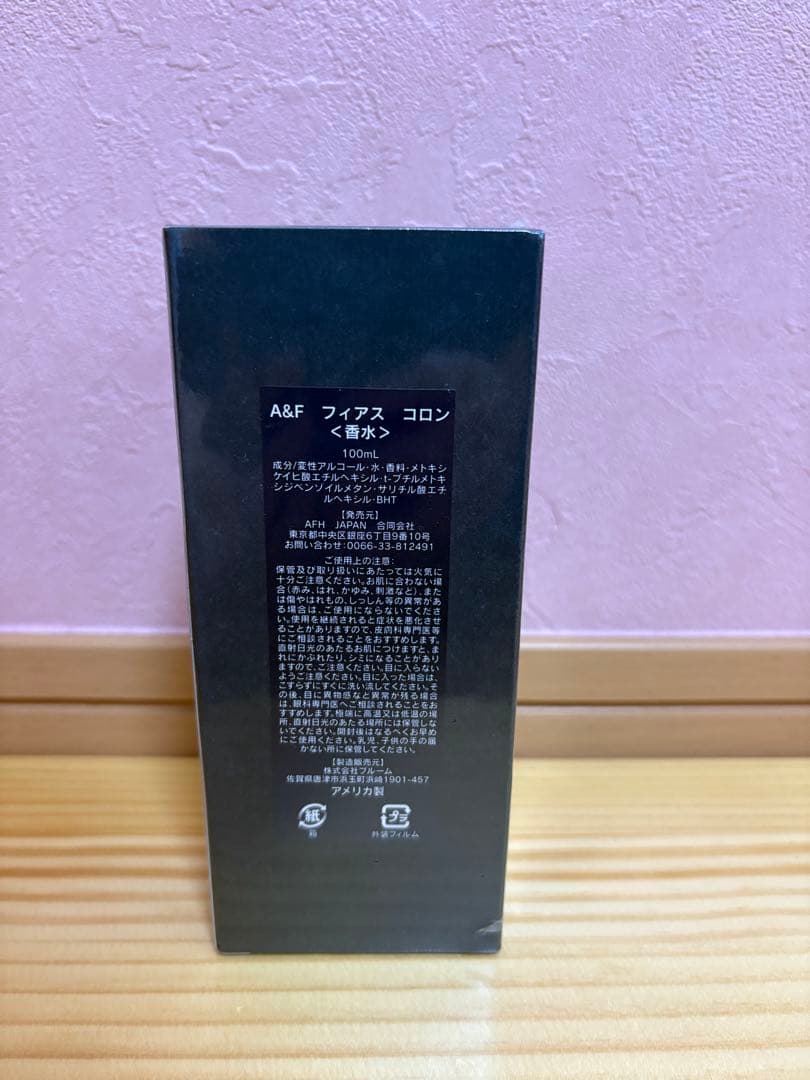 A&F フィアス コロン
＜香水＞
100mL
成分/変性アルコール・水・香料・メトキシ
ケイヒ酸エチルヘキシル・t-ブチルメトキ
シジベンゾイルメタン・サリチル酸エチ
ルヘキシル・BHT
【発売元】
AFH JAPAN 合同会社
東京都中央区銀座6丁目9番10号
お問い合わせ：0066-33-812491
ご使用上の注意：
保管及び取り扱いにあたっては火気に
十分ご注意ください。お肌に合わない場
合（赤み、はれ、かゆみ、刺激など）、また
は傷やはれもの、しっしん等の異常があ
る場合は、ご使用にならないでくださ
い。使用を継続されると症状を悪化させ
ることがありますので、皮膚科専門医等
にご相談されることをおすすめします。
直射日光のあたるお肌につけますと、ま
れにかぶれたり、シミになることがあり
ますので、ご注意ください。目に入らない
ようご注意ください。目に入った場合は、
こすらずにすぐに洗い流してください。そ
の後、目に異物感など異常が残る場合
は、眼科専門医へご相談されることをお
すすめします。極端に高温又は低温の場
所、直射日光のあたる場所には保管しな
いでください。開封後はなるべくお早め
にご使用ください。乳児、子供の手の届
かない所に保管してください。
【製造販売元】
株式会社ブルーム
佐賀県唐津市浜玉町浜崎1901-457
アメリカ製
紙 プラ
箱 外装フィルム